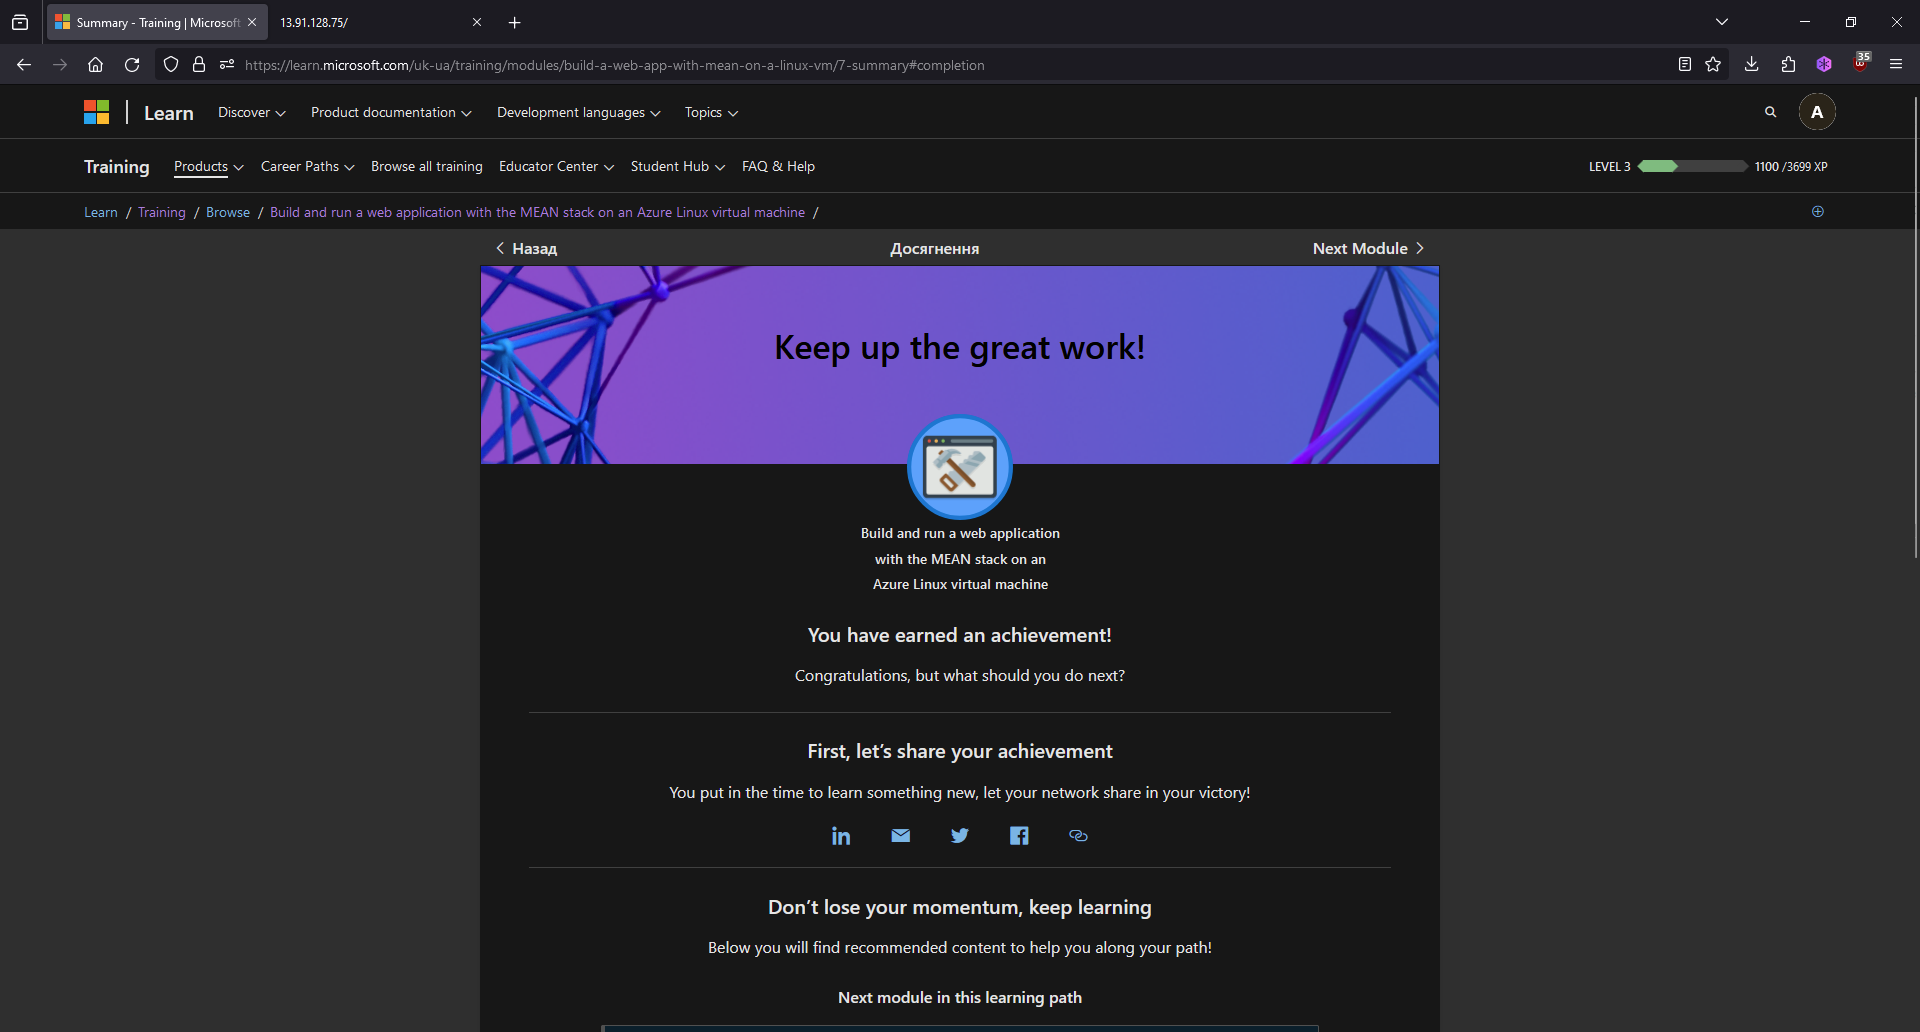 Summary - Training | Microsoft
13.91.128.75/
https://learn.microsoft.com/uk-ua/training/modules/build-a-web-app-with-mean-on-a-linux-vm/7-summary#completion
35
Learn Discover Product documentation Development languages Topics
A
Training Products Career Paths Browse all training Educator Center Student Hub FAQ & Help
LEVEL 3 1100 /3699 XP
Learn / Training / Browse / Build and run a web application with the MEAN stack on an Azure Linux virtual machine /
Назад Досягнення Next Module
Keep up the great work!
Build and run a web application
with the MEAN stack on an
Azure Linux virtual machine
You have earned an achievement!
Congratulations, but what should you do next?
First, let’s share your achievement
You put in the time to learn something new, let your network share in your victory!
Don’t lose your momentum, keep learning
Below you will find recommended content to help you along your path!
Next module in this learning path